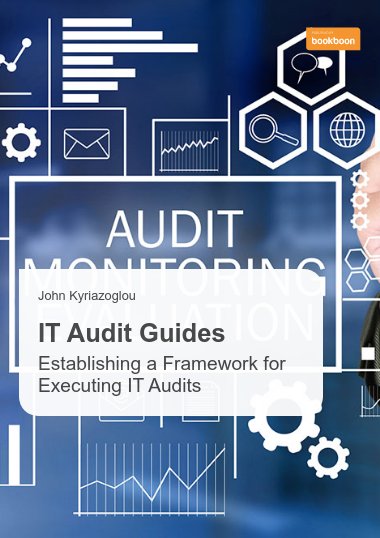 bookboon
AUDIT
MONITORING
EVALUATION
John Kyriazoglou
IT Audit Guides
Establishing a Framework for
Executing IT Audits